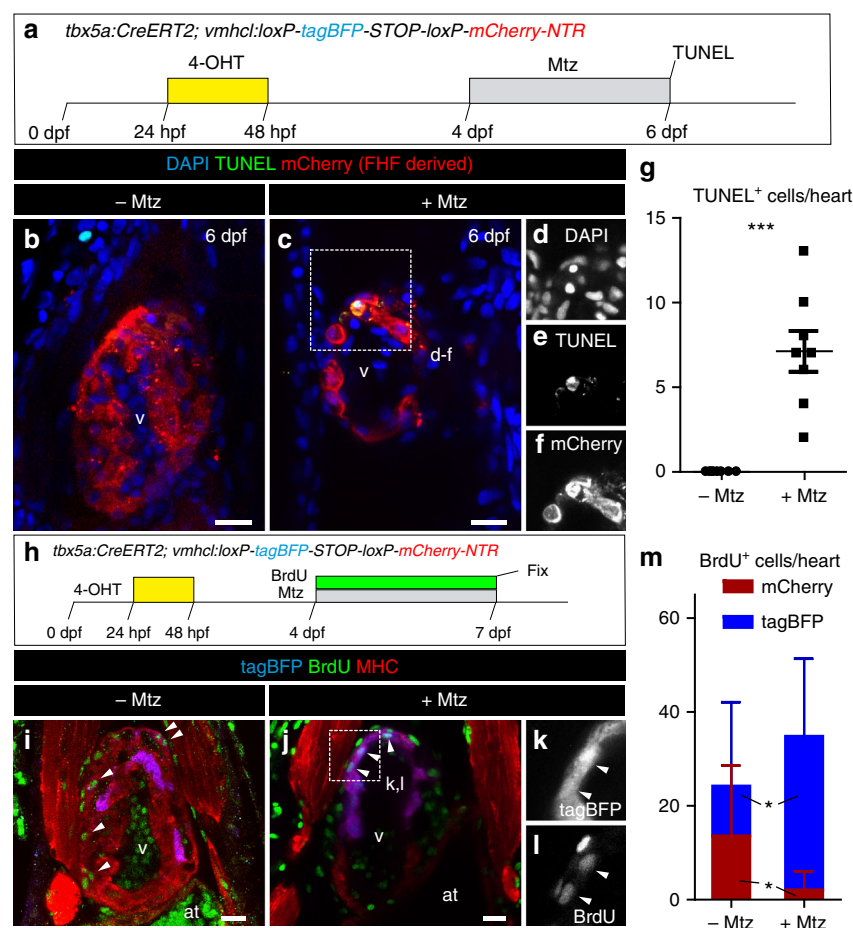 a tbx5a:CreERT2; vmhcl:loxP-tagBFP-STOP-loxP-mCherry-NTR
4-OHT Mtz TUNEL
0 dpf 24 hpf 48 hpf 4 dpf 6 dpf
DAPI TUNEL mCherry (FHF derived)
– Mtz + Mtz
b 6 dpf
v
c 6 dpf
d-f
v
d DAPI
e TUNEL
f mCherry
g
TUNEL+ cells/heart
15
***
10
5
0
– Mtz + Mtz
h tbx5a:CreERT2; vmhcl:loxP-tagBFP-STOP-loxP-mCherry-NTR
4-OHT BrdU Fix
Mtz
0 dpf 24 hpf 48 hpf 4 dpf 7 dpf
tagBFP BrdU MHC
– Mtz + Mtz
i
v
at
j
k,l
v
at
k
tagBFP
l
BrdU
m
BrdU+ cells/heart
mCherry
tagBFP
60
40
20
*
*
0
– Mtz + Mtz